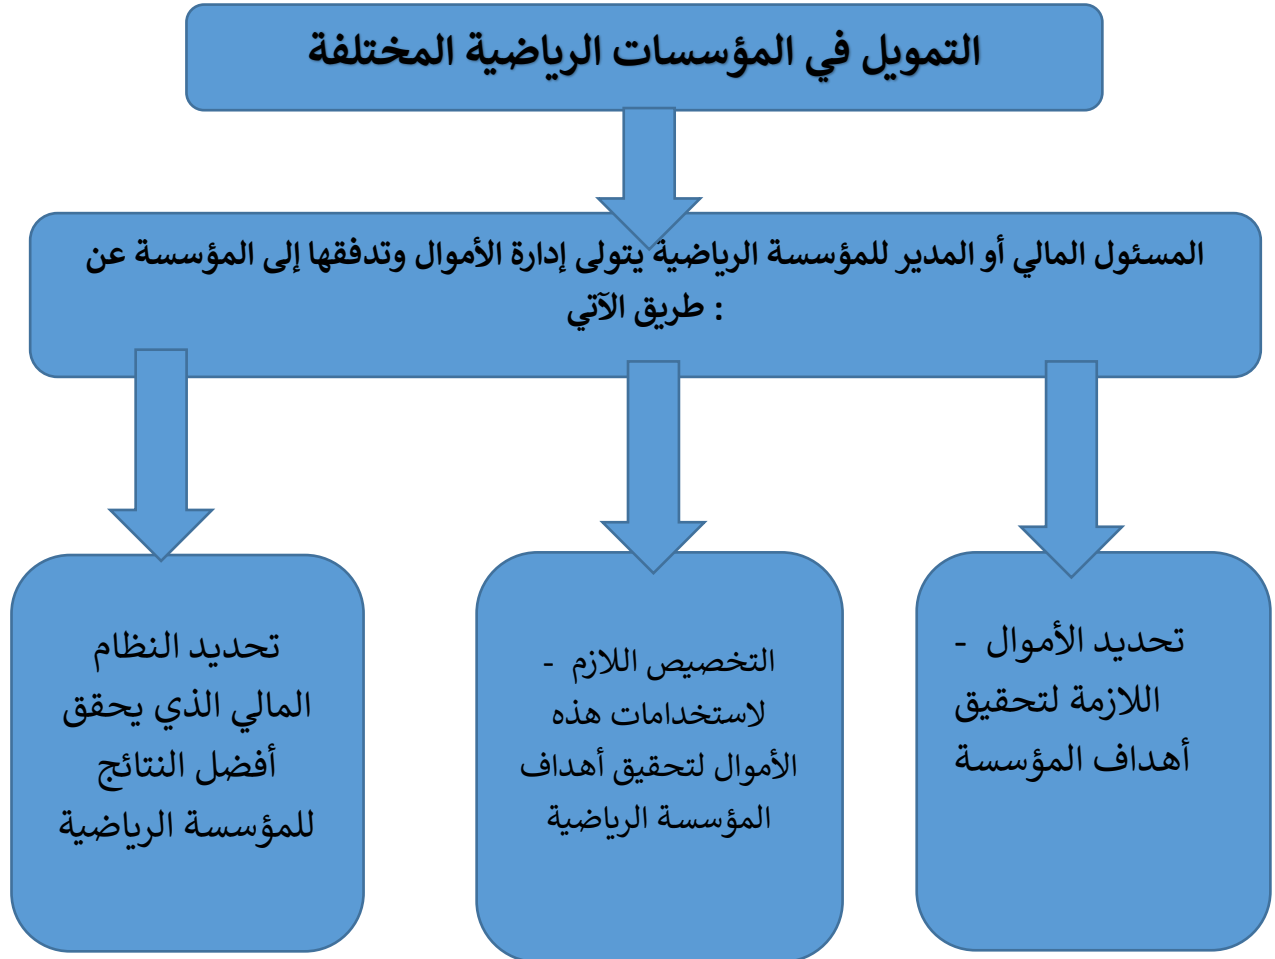 التمويل في المؤسسات الرياضية المختلفة
المسئول المالي أو المدير للمؤسسة الرياضية يتولى إدارة الأموال وتدفقها إلى المؤسسة عن
طريق الآتي :
تحديد الأموال -
اللازمة لتحقيق
أهداف المؤسسة
التخصيص اللازم -
لاستخدامات هذه
الأموال لتحقيق أهداف
المؤسسة الرياضية
تحديد النظام
المالي الذي يحقق
أفضل النتائج
للمؤسسة الرياضية